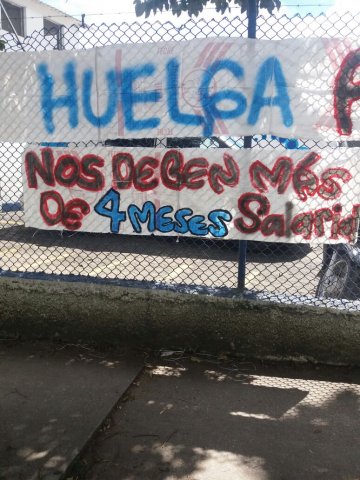 HUELGA
NOS DEBEN MÁS
DE 4 MESES Salario